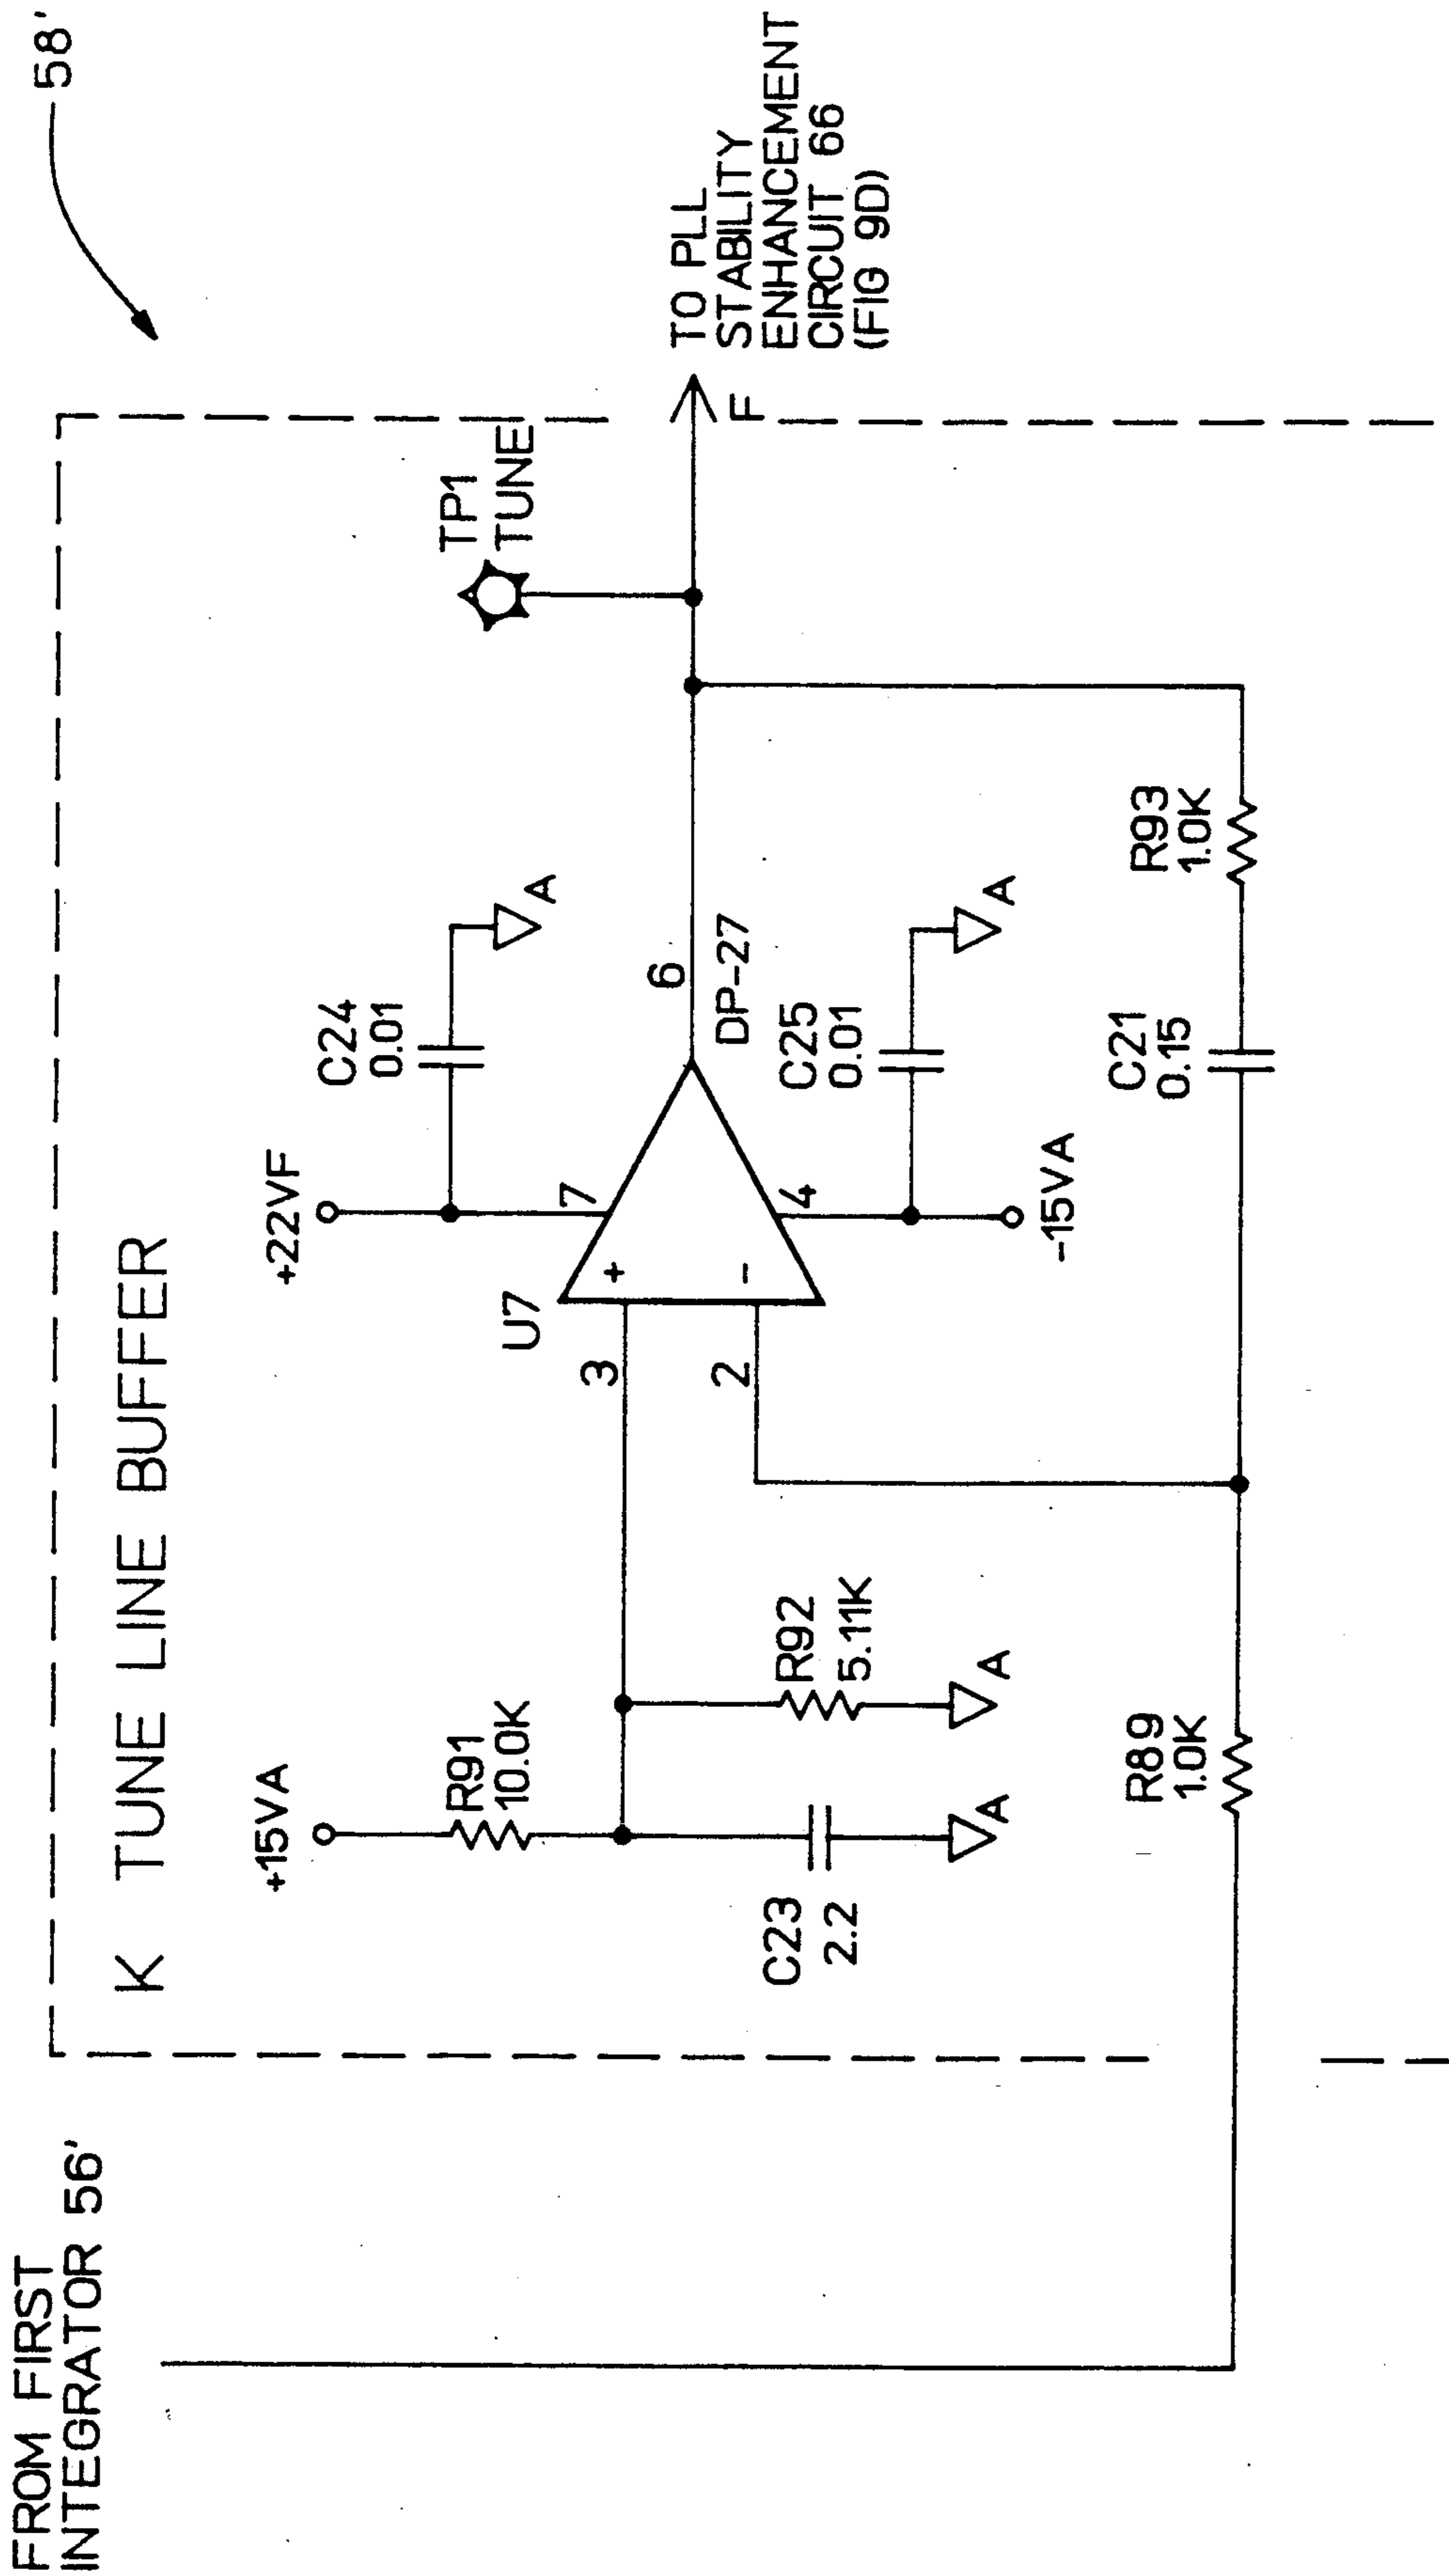 58'
FROM FIRST
INTEGRATOR 56'
K TUNE LINE BUFFER
+15VA
R91
10.0K
C23
2.2
A
R92
5.11K
A
R89
1.0K
+22VF
C24
0.01
A
U7
3
2
+
-
7
4
6
DP-27
C25
0.01
A
-15VA
C21
0.15
R93
1.0K
TP1
TUNE
F
TO PLL
STABILITY
ENHANCEMENT
CIRCUIT 66
(FIG 9D)